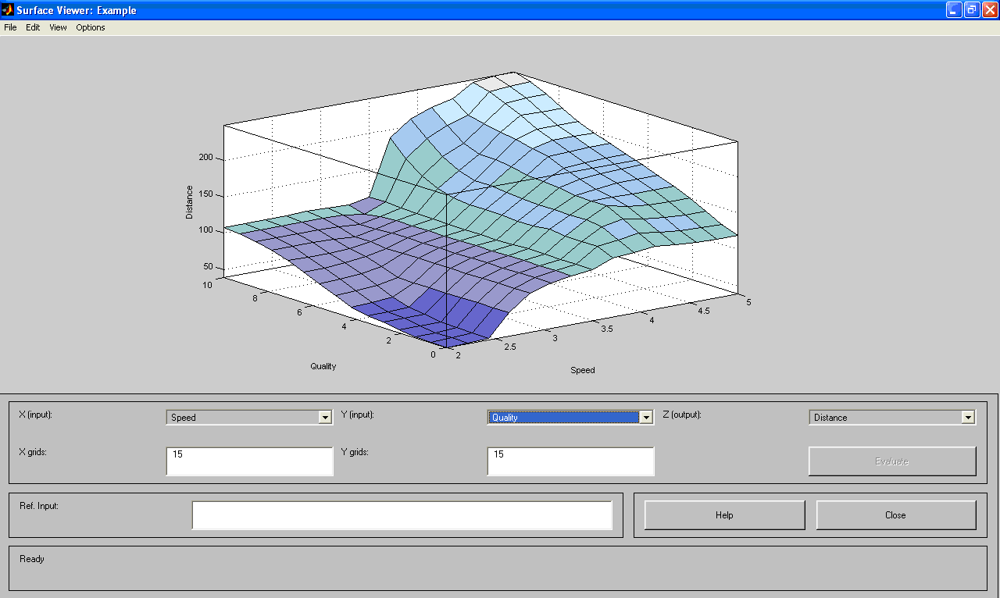 Surface Viewer: Example
File Edit View Options
Distance
200
150
100
50
10
8
6
4
2
0
2
2.5
3
3.5
4
4.5
5
Quality
Speed
X (input):
Speed
Y (input):
Quality
Z (output):
Distance
X grids:
15
Y grids:
15
Evaluate
Ref. Input:
Help
Close
Ready